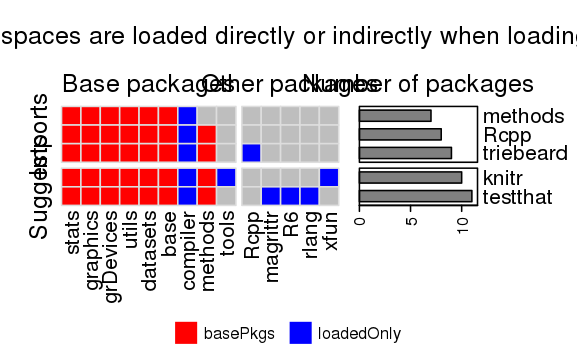 spaces are loaded directly or indirectly when loading
Base packages
Other packages
Number of packages
Imports
Suggests
methods
Rcpp
triebeard
knitr
testthat
stats
graphics
grDevices
utils
datasets
base
compiler
methods
tools
Rcpp
magrittr
R6
rlang
xfun
0
5
10
basePkgs
loadedOnly